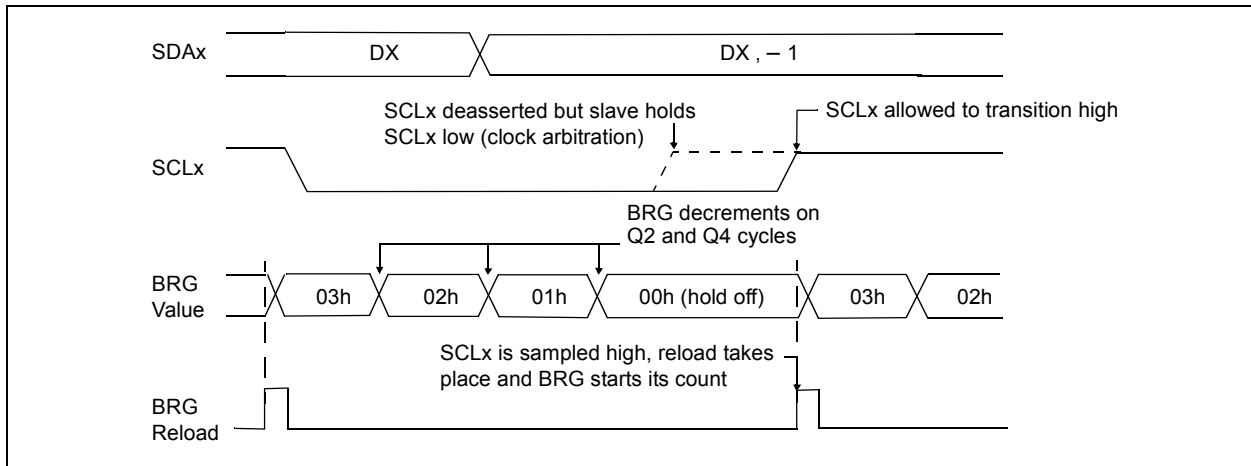 SDAx
DX
DX , – 1
SCLx deasserted but slave holds
SCLx low (clock arbitration)
SCLx allowed to transition high
SCLx
BRG decrements on
Q2 and Q4 cycles
BRG
Value
03h
02h
01h
00h (hold off)
03h
02h
SCLx is sampled high, reload takes
place and BRG starts its count
BRG
Reload